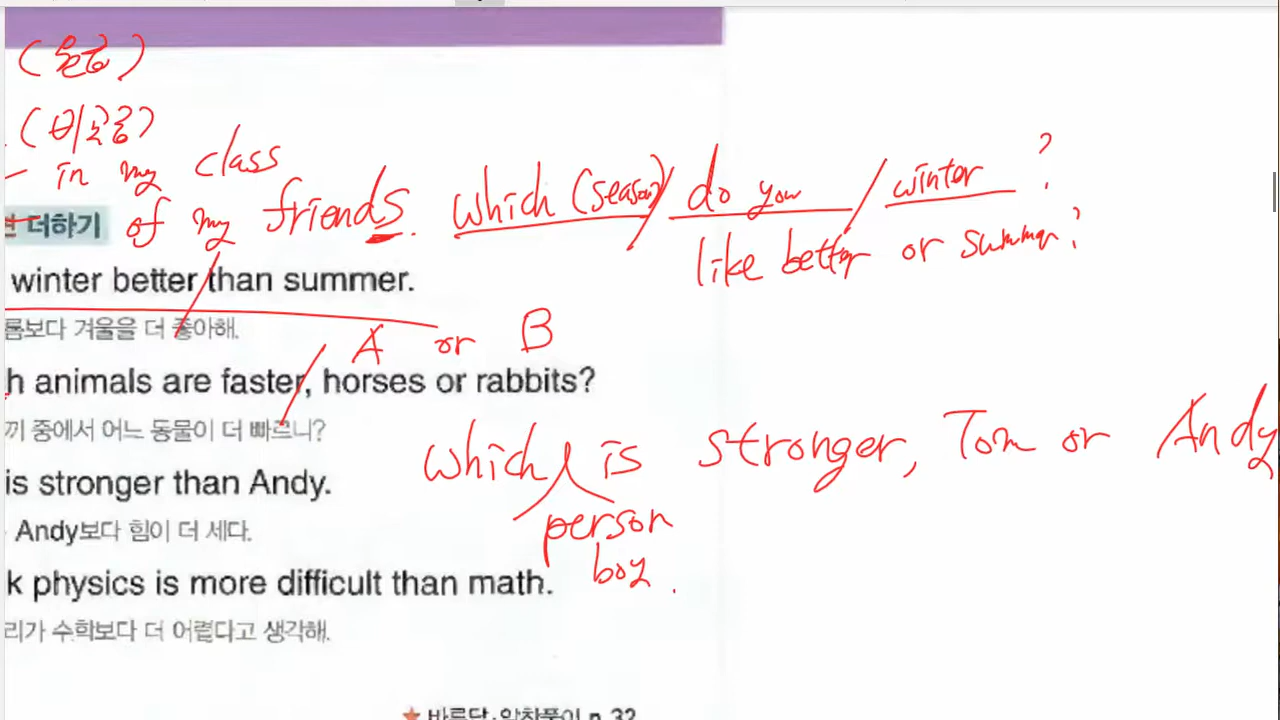 (원급)
(비교급)
in my class
of my friends.
더하기
which (season) / do you / winter ?
like better or summer?
winter better than summer.
름보다 겨울을 더 좋아해.
A or B
h animals are faster, horses or rabbits?
끼 중에서 어느 동물이 더 빠르니?
which is stronger, Tom or Andy
person
boy
is stronger than Andy.
Andy보다 힘이 더 세다.
k physics is more difficult than math.
리가 수학보다 더 어렵다고 생각해.